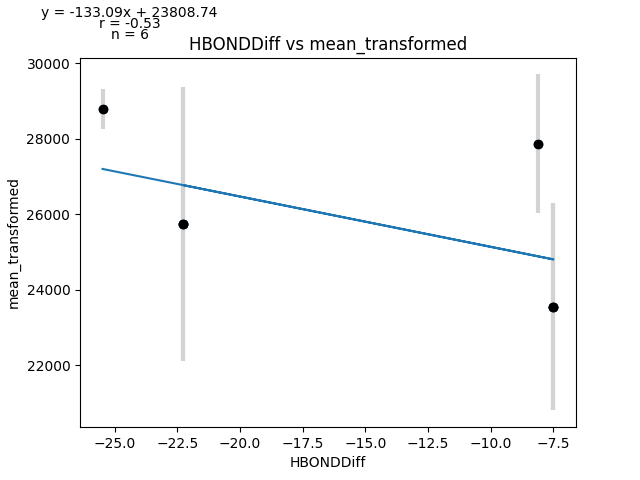 y = -133.09x + 23808.74
r = -0.53
n = 6
HBONDDiff vs mean_transformed
30000
28000
26000
24000
22000
mean_transformed
−25.0 −22.5 −20.0 −17.5 −15.0 −12.5 −10.0 −7.5
HBONDDiff